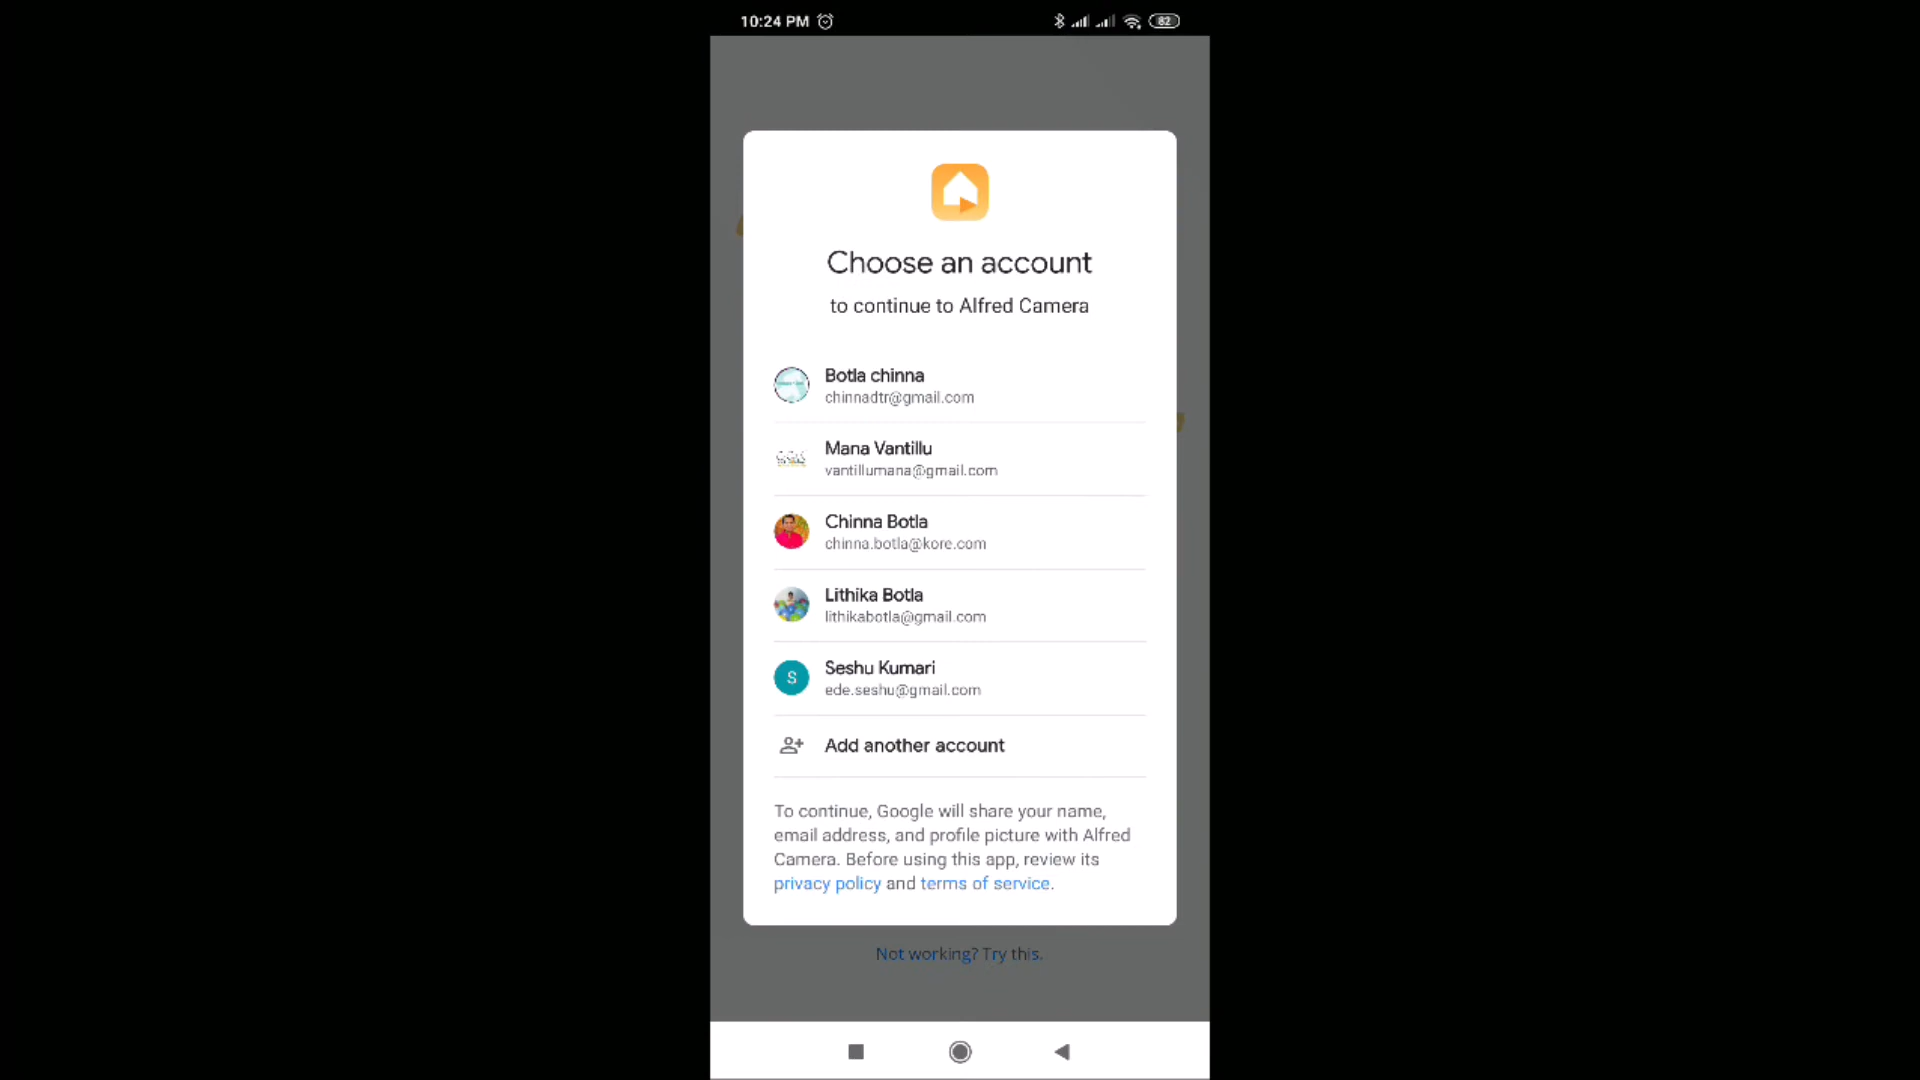 10:24 PM
82
Choose an account
to continue to Alfred Camera
Botla chinna
chinnadtr@gmail.com
Mana Vantillu
vantillumana@gmail.com
Chinna Botla
chinna.botla@kore.com
Lithika Botla
lithikabotla@gmail.com
S
Seshu Kumari
ede.seshu@gmail.com
Add another account
To continue, Google will share your name,
email address, and profile picture with Alfred
Camera. Before using this app, review its
privacy policy and terms of service.
Not working? Try this.